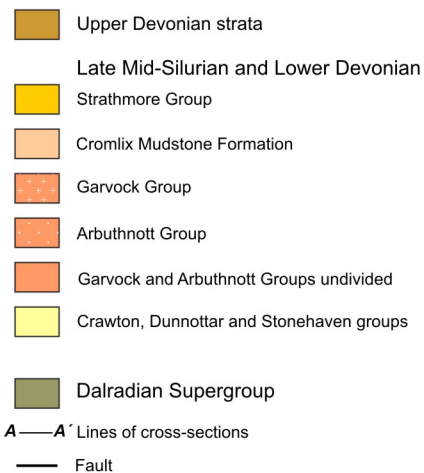 Upper Devonian strata
Late Mid-Silurian and Lower Devonian
Strathmore Group
Cromlix Mudstone Formation
Garvock Group
Arbuthnott Group
Garvock and Arbuthnott Groups undivided
Crawton, Dunnottar and Stonehaven groups
Dalradian Supergroup
A——A´ Lines of cross-sections
Fault